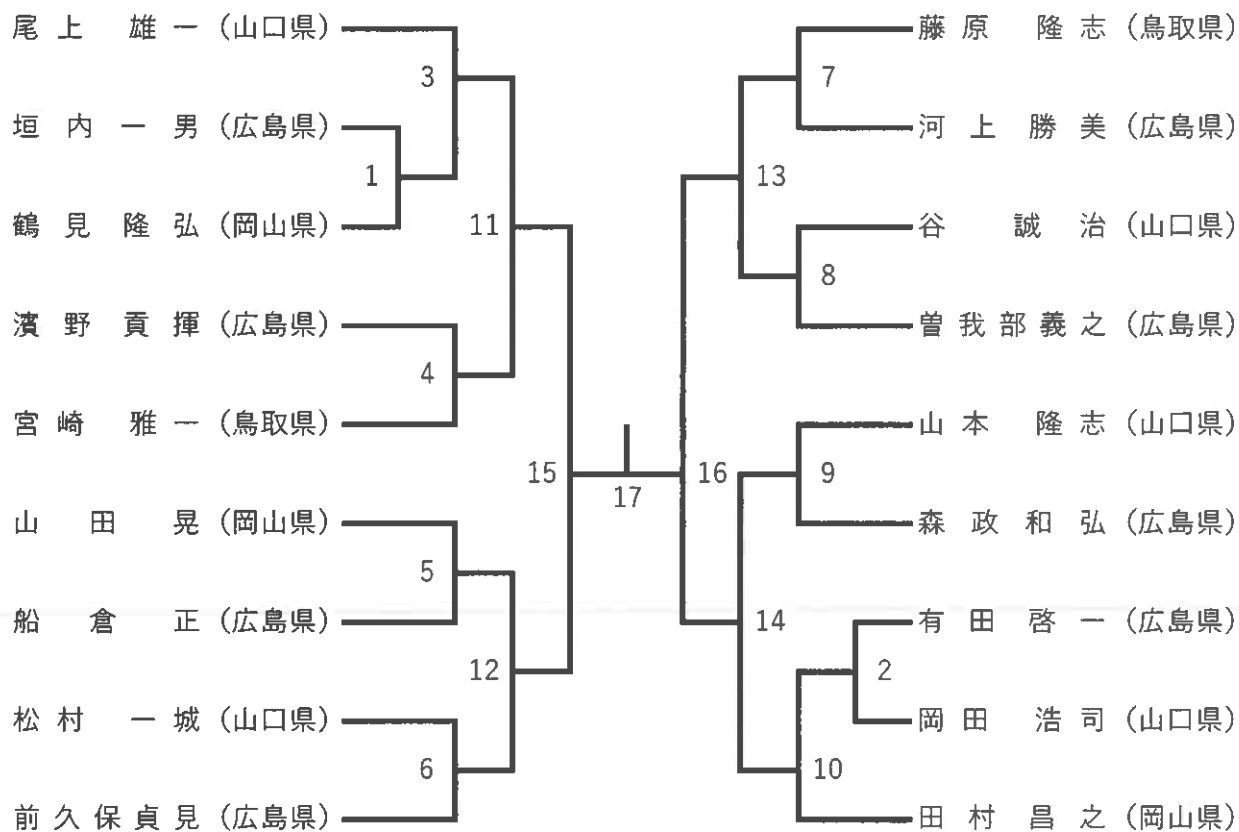 尾上 雄一 (山口県)
3
垣内一男 (広島県)
1
鶴見 隆弘 (岡山県)
11
濱野貢揮 (広島県)
4
宮崎 雅一 (鳥取県)
15
山田 晃 (岡山県)
5
船倉 正 (広島県)
12
松村 一城 (山口県)
6
前久保貞見 (広島県)
17
藤原 隆志 (鳥取県)
7
河上勝美 (広島県)
13
谷 誠治 (山口県)
8
曽我部義之 (広島県)
16
山本 隆志 (山口県)
9
森政和弘 (広島県)
14
有田啓一 (広島県)
2
岡田 浩司 (山口県)
10
田村昌之 (岡山県)